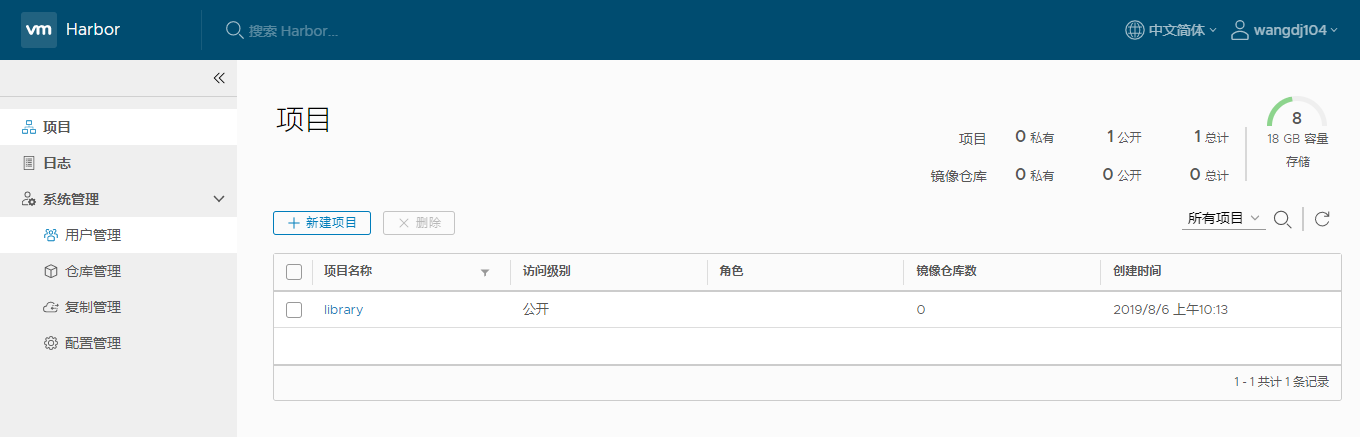 vm Harbor 搜索 Harbor... 中文简体 wangdj104
项目
日志
系统管理
用户管理
仓库管理
复制管理
配置管理
项目
项目 0 私有 1 公开 1 总计
镜像仓库 0 私有 0 公开 0 总计
8
18 GB 容量
存储
+ 新建项目 × 删除 所有项目
项目名称 访问级别 角色 镜像仓库数 创建时间
library 公开 0 2019/8/6 上午10:13
1 - 1 共计 1 条记录